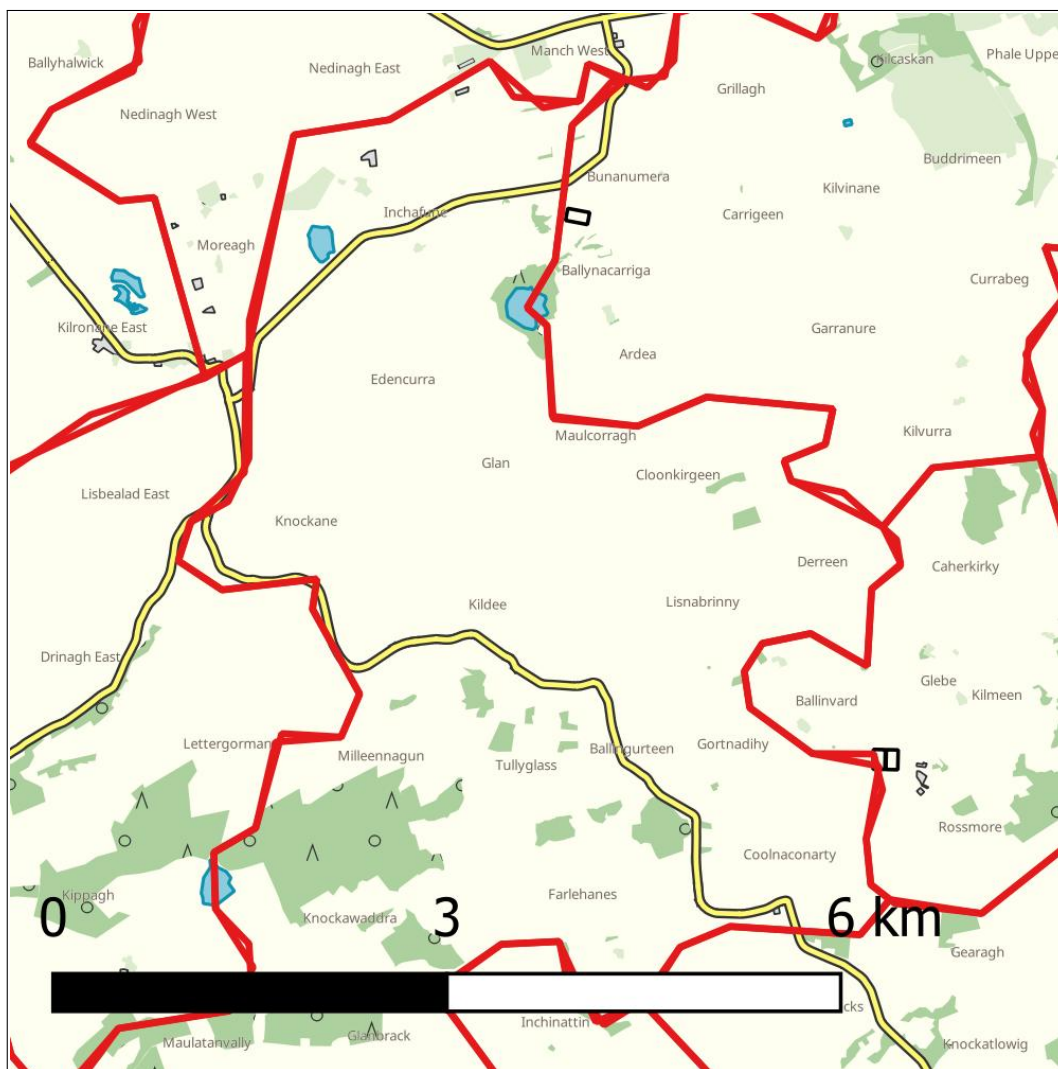 Manch West
Ballyhalwick
Nedinagh East
Kilcaskan
Phale Uppe
Grillagh
Nedinagh West
Buddrimeen
Bunanumera
Kilvinane
Inchafune
Carrigeen
Moreagh
Ballynacarriga
Currabeg
Kilronane East
Garranure
Ardea
Edencurra
Kilvurra
Maulcorragh
Glan
Cloonkirgeen
Lisbealad East
Knockane
Derreen
Caherkirky
Kildee
Lisnabrinny
Drinagh East
Glebe
Kilmeen
Ballinvard
Lettergorman
Milleennagun
Ballingurteen
Gortnadihy
Tullyglass
Rossmore
Coolnaconarty
Kippagh
Farlehanes
Knockawaddra
0 3 6 km
Gearagh
cks
Inchinattin
Glanbrack
Maulatanvally
Knockatlowig